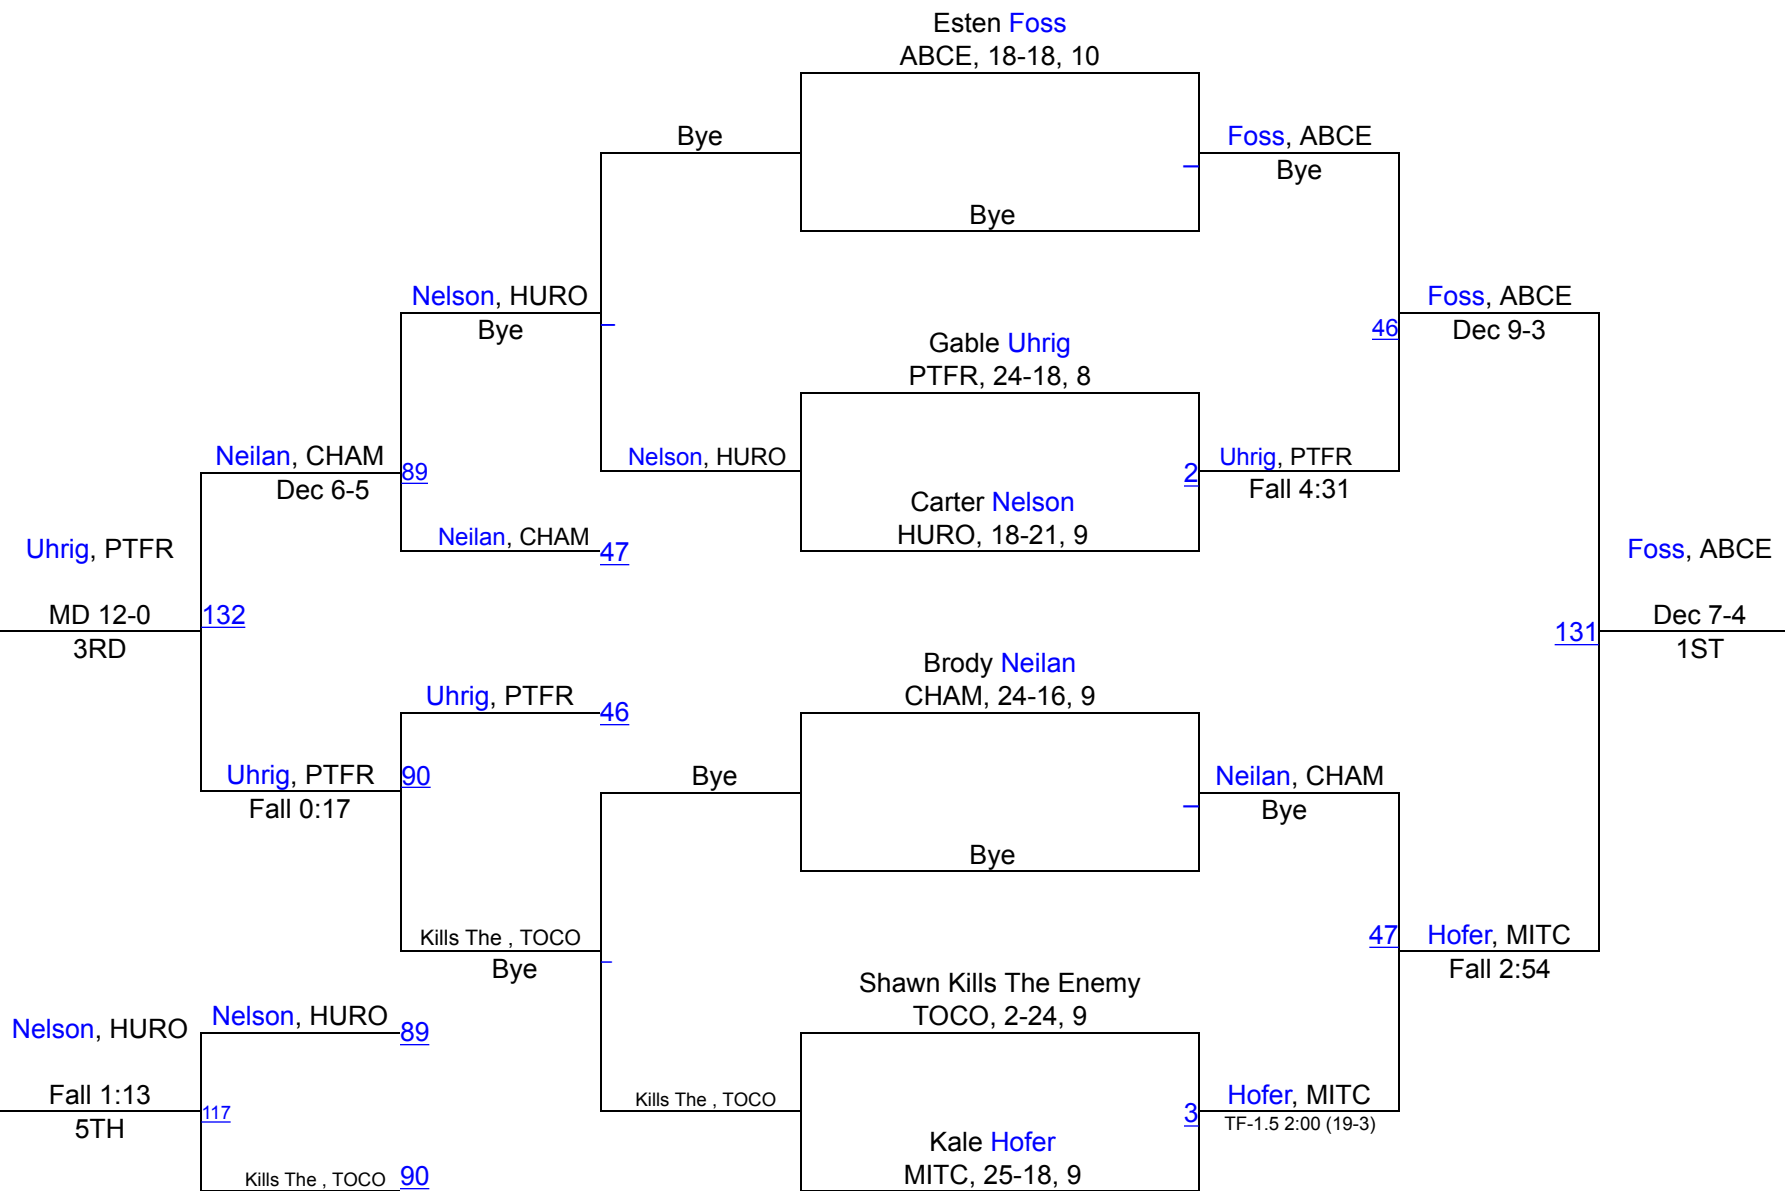 Esten Foss
ABCE, 18-18, 10
Bye
Foss, ABCE
Bye
Bye
Nelson, HURO
Bye
Foss, ABCE
46
Dec 9-3
Gable Uhrig
PTFR, 24-18, 8
Neilan, CHAM
89
Dec 6-5
Nelson, HURO
2
Uhrig, PTFR
Fall 4:31
Carter Nelson
HURO, 18-21, 9
Neilan, CHAM
47
Uhrig, PTFR
Foss, ABCE
MD 12-0
132
3RD
131
Dec 7-4
1ST
Brody Neilan
CHAM, 24-16, 9
Uhrig, PTFR
46
Uhrig, PTFR
90
Fall 0:17
Bye
Neilan, CHAM
Bye
Bye
Kills The , TOCO
Bye
47
Hofer, MITC
Fall 2:54
Shawn Kills The Enemy
TOCO, 2-24, 9
Nelson, HURO
Nelson, HURO
89
Fall 1:13
117
5TH
Kills The , TOCO
3
Hofer, MITC
TF-1.5 2:00 (19-3)
Kale Hofer
MITC, 25-18, 9
Kills The , TOCO
90